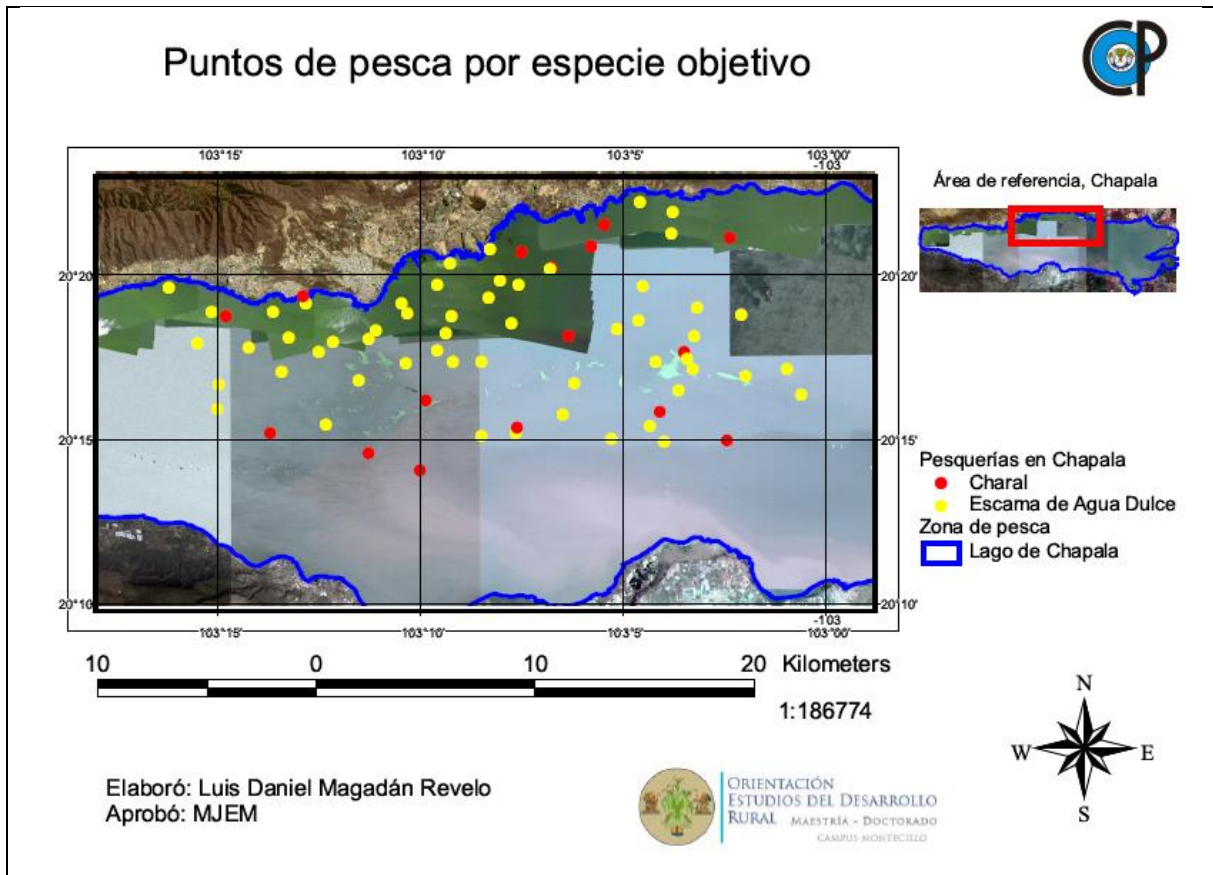 Puntos de pesca por especie objetivo
CP
103°15' 103°10' 103°5' 103°00'
-103
20°20' 20°20'
20°15' 20°15'
20°10' 20°10'
-103
103°15' 103°10' 103°5' 103°00'
Área de referencia, Chapala
Pesquerías en Chapala
Charal
Escama de Agua Dulce
Zona de pesca
Lago de Chapala
10 0 10 20 Kilometers
1:186774
N
W E
S
Elaboró: Luis Daniel Magadán Revelo
Aprobó: MJEM
ORIENTACIÓN
ESTUDIOS DEL DESARROLLO
RURAL MAESTRÍA - DOCTORADO
CAMPUS MONTECILLO